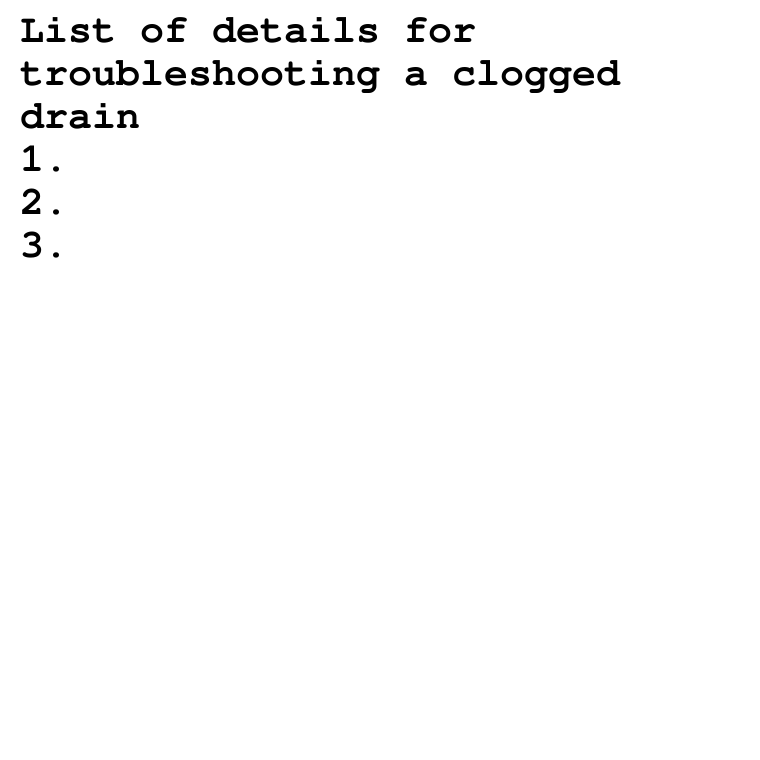 List of details for
troubleshooting a clogged
drain
1.
2.
3.